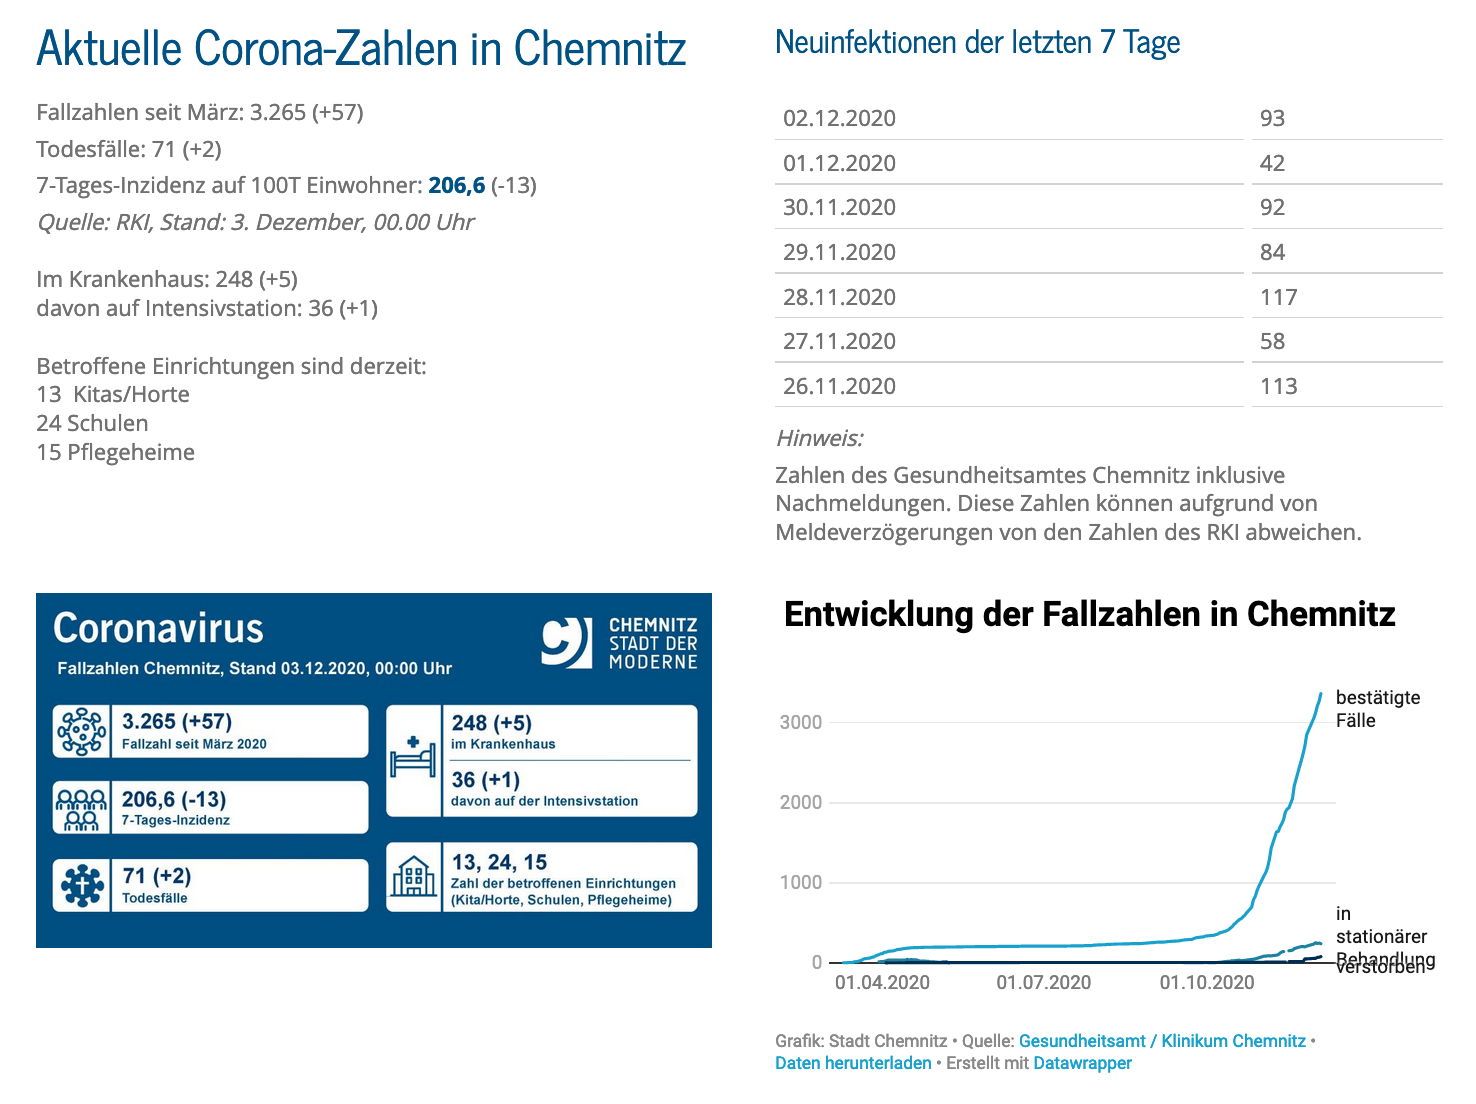 Aktuelle Corona-Zahlen in Chemnitz
Fallzahlen seit März: 3.265 (+57)
Todesfälle: 71 (+2)
7-Tages-Inzidenz auf 100T Einwohner: 206,6 (-13)
Quelle: RKI, Stand: 3. Dezember, 00.00 Uhr
Im Krankenhaus: 248 (+5)
davon auf Intensivstation: 36 (+1)
Betroffene Einrichtungen sind derzeit:
13 Kitas/Horte
24 Schulen
15 Pflegeheime
Neuinfektionen der letzten 7 Tage
02.12.2020 93
01.12.2020 42
30.11.2020 92
29.11.2020 84
28.11.2020 117
27.11.2020 58
26.11.2020 113
Hinweis:
Zahlen des Gesundheitsamtes Chemnitz inklusive
Nachmeldungen. Diese Zahlen können aufgrund von
Meldeverzögerungen von den Zahlen des RKI abweichen.
Coronavirus
Fallzahlen Chemnitz, Stand 03.12.2020, 00:00 Uhr
CHEMNITZ
STADT DER
MODERNE
3.265 (+57)
Fallzahl seit März 2020
206,6 (-13)
7-Tages-Inzidenz
71 (+2)
Todesfälle
248 (+5)
im Krankenhaus
36 (+1)
davon auf der Intensivstation
13, 24, 15
Zahl der betroffenen Einrichtungen
(Kita/Horte, Schulen, Pflegeheime)
Entwicklung der Fallzahlen in Chemnitz
3000
2000
1000
0
bestätigte
Fälle
in
stationärer
Behandlung
verstorben
01.04.2020 01.07.2020 01.10.2020
Grafik: Stadt Chemnitz • Quelle: Gesundheitsamt / Klinikum Chemnitz •
Daten herunterladen • Erstellt mit Datawrapper